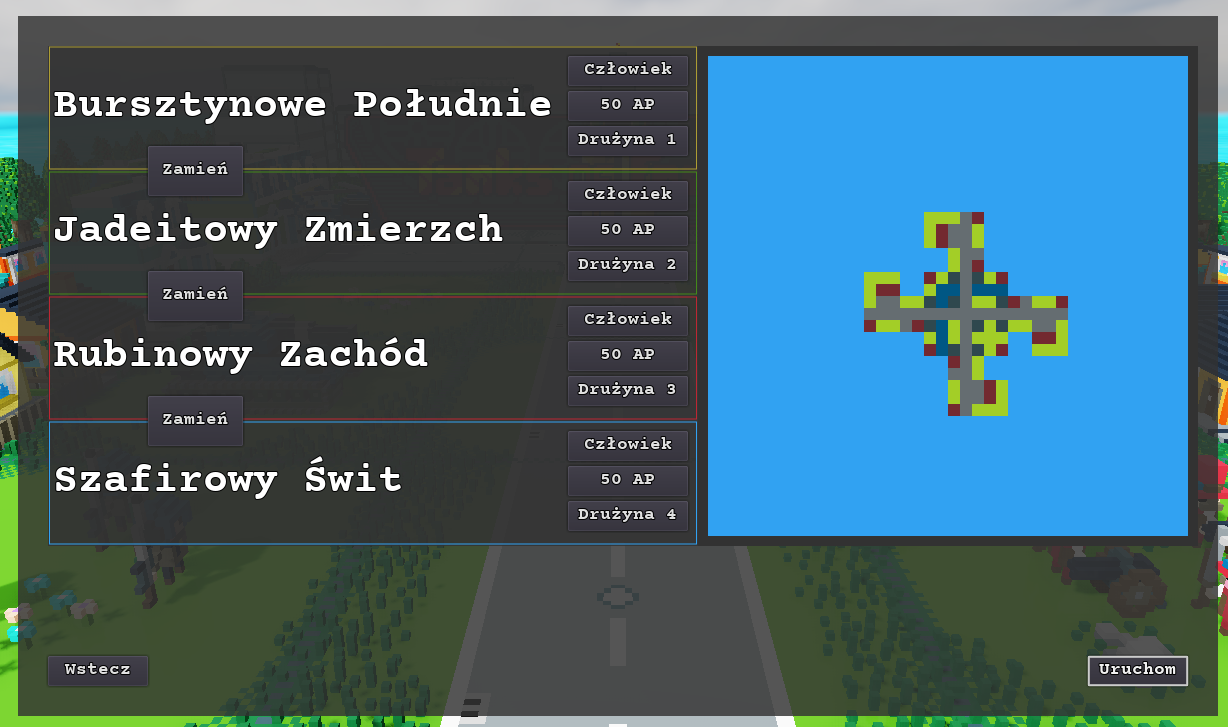 Bursztynowe Południe
Człowiek
50 AP
Drużyna 1
Zamień
Jadeitowy Zmierzch
Człowiek
50 AP
Drużyna 2
Zamień
Rubinowy Zachód
Człowiek
50 AP
Drużyna 3
Zamień
Szafirowy Świt
Człowiek
50 AP
Drużyna 4
Wstecz
Uruchom